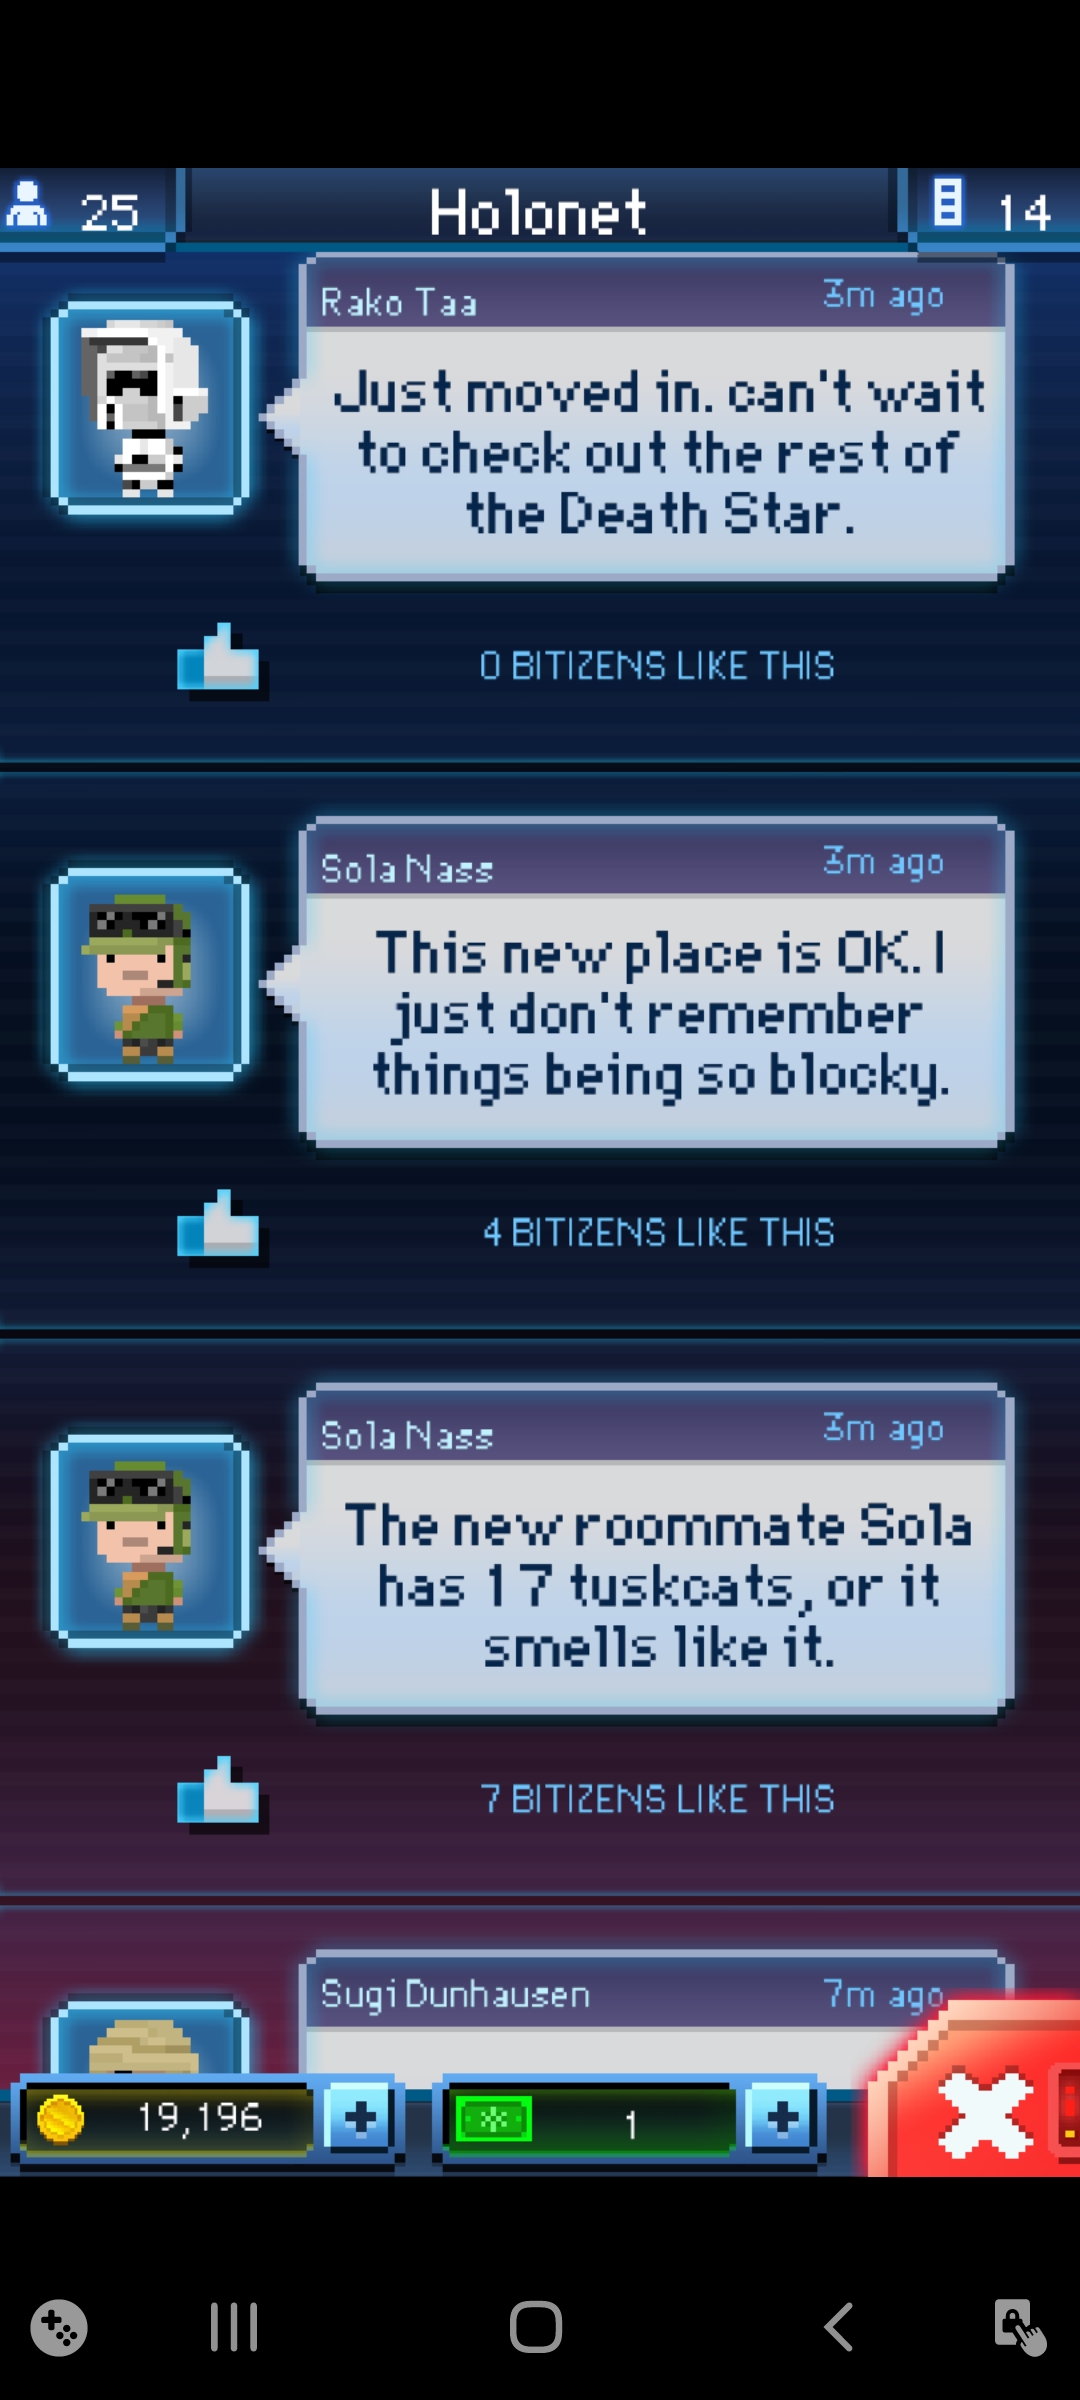 25 Holonet 14
Rako Taa 3m ago
Just moved in. can't wait
to check out the rest of
the Death Star.
0 BITIZENS LIKE THIS
Sola Nass 3m ago
This new place is OK. I
just don't remember
things being so blocky.
4 BITIZENS LIKE THIS
Sola Nass 3m ago
The new roommate Sola
has 17 tuskcats, or it
smells like it.
7 BITIZENS LIKE THIS
Sugi Dunhausen 7m ago
19,196 + 1 +